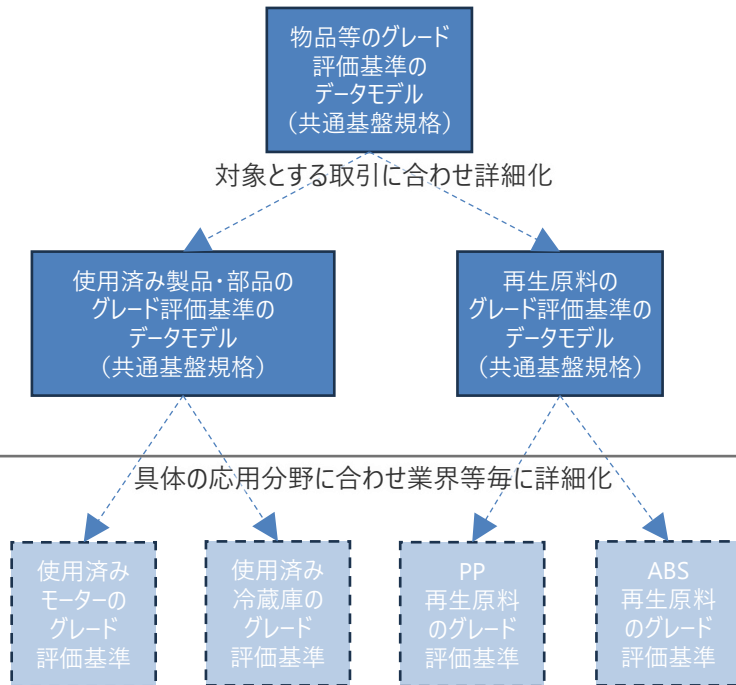 物品等のグレード
評価基準の
データモデル
（共通基盤規格）
対象とする取引に合わせ詳細化
使用済み製品・部品の
グレード評価基準の
データモデル
（共通基盤規格）
再生原料の
グレード評価基準の
データモデル
（共通基盤規格）
具体の応用分野に合わせ業界等毎に詳細化
使用済み
モーターの
グレード
評価基準
使用済み
冷蔵庫の
グレード
評価基準
PP
再生原料
のグレード
評価基準
ABS
再生原料
のグレード
評価基準